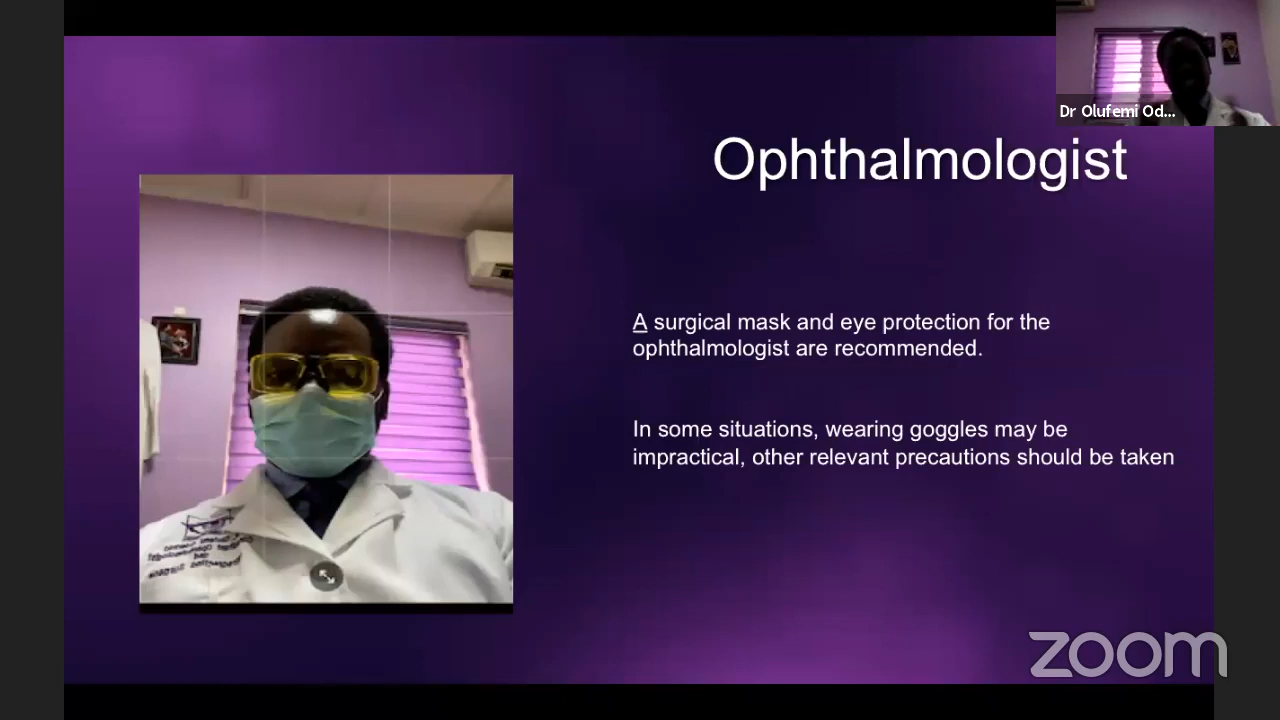 Dr Olufemi Od...
Ophthalmologist
A surgical mask and eye protection for the
ophthalmologist are recommended.
In some situations, wearing goggles may be
impractical, other relevant precautions should be taken
zoom